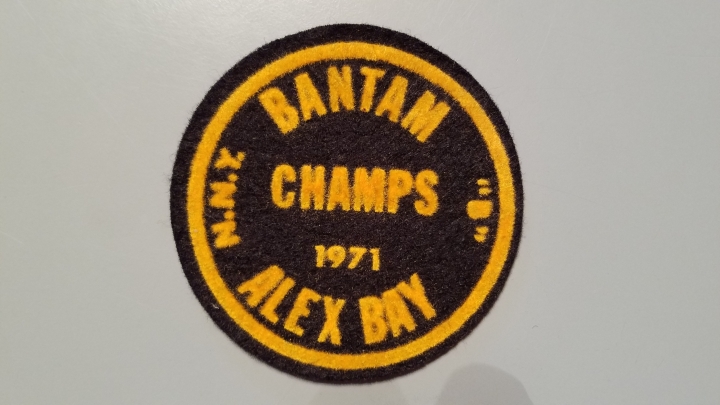 BANTAM
N.N.Y.
CHAMPS
"B"
1971
ALEX BAY